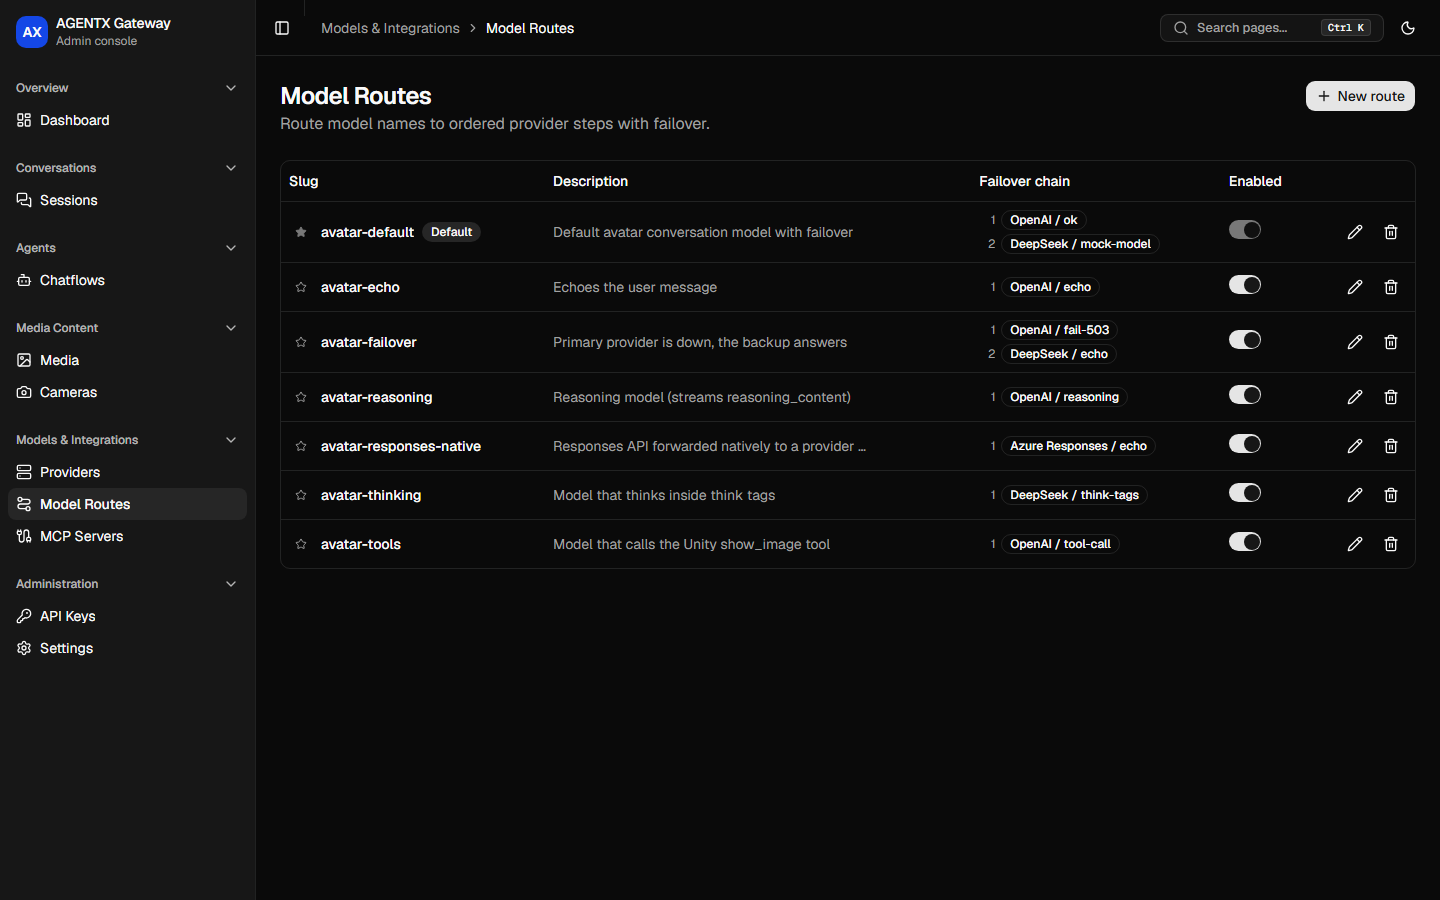 AX
AGENTX Gateway
Admin console
Overview
Dashboard
Conversations
Sessions
Agents
Chatflows
Media Content
Media
Cameras
Models & Integrations
Providers
Model Routes
MCP Servers
Administration
API Keys
Settings
Models & Integrations > Model Routes
Search pages... Ctrl K
Model Routes
Route model names to ordered provider steps with failover.
New route
Slug Description Failover chain Enabled
avatar-default Default Default avatar conversation model with failover 1 OpenAI / ok
2 DeepSeek / mock-model
avatar-echo Echoes the user message 1 OpenAI / echo
avatar-failover Primary provider is down, the backup answers 1 OpenAI / fail-503
2 DeepSeek / echo
avatar-reasoning Reasoning model (streams reasoning_content) 1 OpenAI / reasoning
avatar-responses-native Responses API forwarded natively to a provider ... 1 Azure Responses / echo
avatar-thinking Model that thinks inside think tags 1 DeepSeek / think-tags
avatar-tools Model that calls the Unity show_image tool 1 OpenAI / tool-call